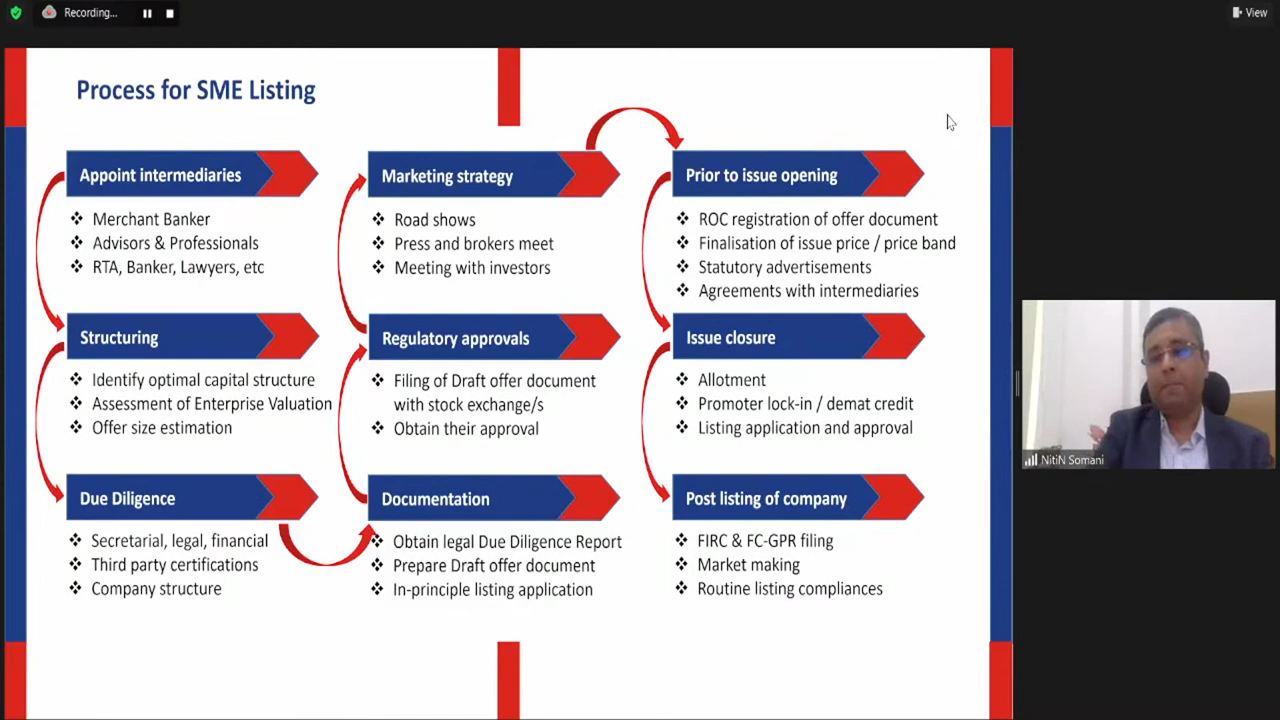 Recording...
View
Process for SME Listing
Appoint intermediaries
❖ Merchant Banker
❖ Advisors & Professionals
❖ RTA, Banker, Lawyers, etc
Structuring
❖ Identify optimal capital structure
❖ Assessment of Enterprise Valuation
❖ Offer size estimation
Due Diligence
❖ Secretarial, legal, financial
❖ Third party certifications
❖ Company structure
Documentation
❖ Obtain legal Due Diligence Report
❖ Prepare Draft offer document
❖ In-principle listing application
Regulatory approvals
❖ Filing of Draft offer document
with stock exchange/s
❖ Obtain their approval
Marketing strategy
❖ Road shows
❖ Press and brokers meet
❖ Meeting with investors
Prior to issue opening
❖ ROC registration of offer document
❖ Finalisation of issue price / price band
❖ Statutory advertisements
❖ Agreements with intermediaries
Issue closure
❖ Allotment
❖ Promoter lock-in / demat credit
❖ Listing application and approval
Post listing of company
❖ FIRC & FC-GPR filing
❖ Market making
❖ Routine listing compliances
NitiN Somani